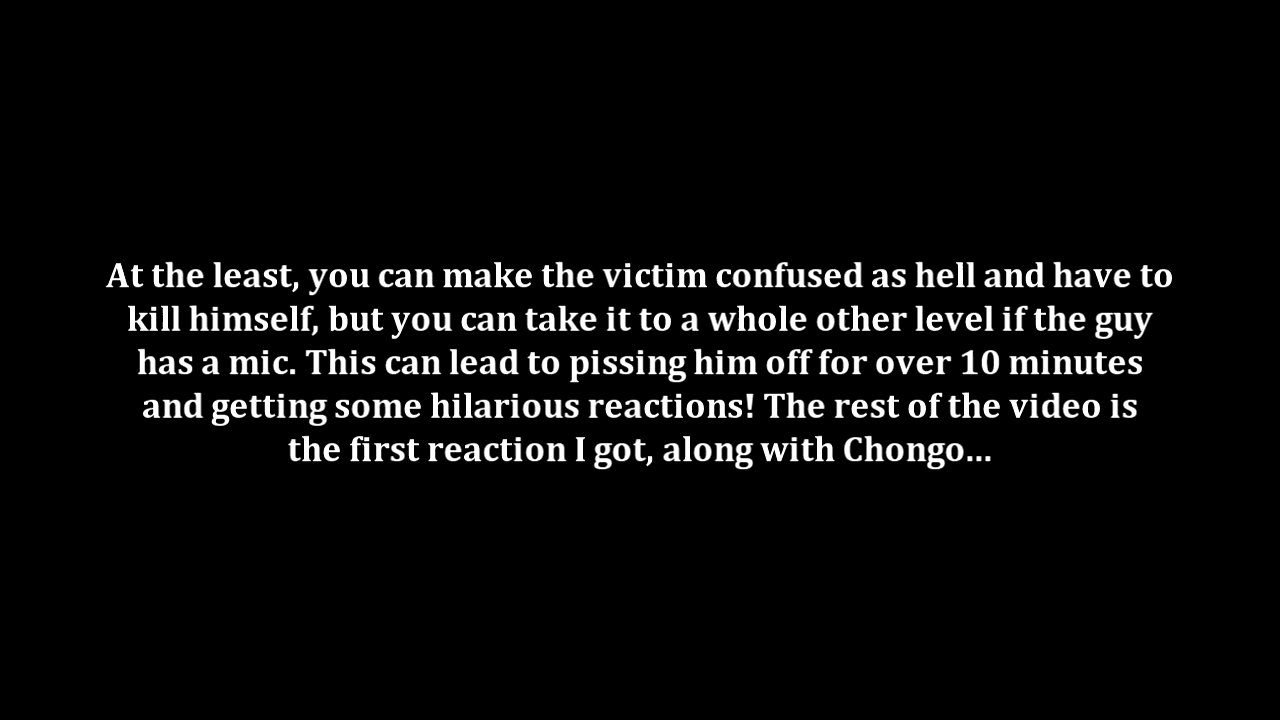 At the least, you can make the victim confused as hell and have to
kill himself, but you can take it to a whole other level if the guy
has a mic. This can lead to pissing him off for over 10 minutes
and getting some hilarious reactions! The rest of the video is
the first reaction I got, along with Chongo...